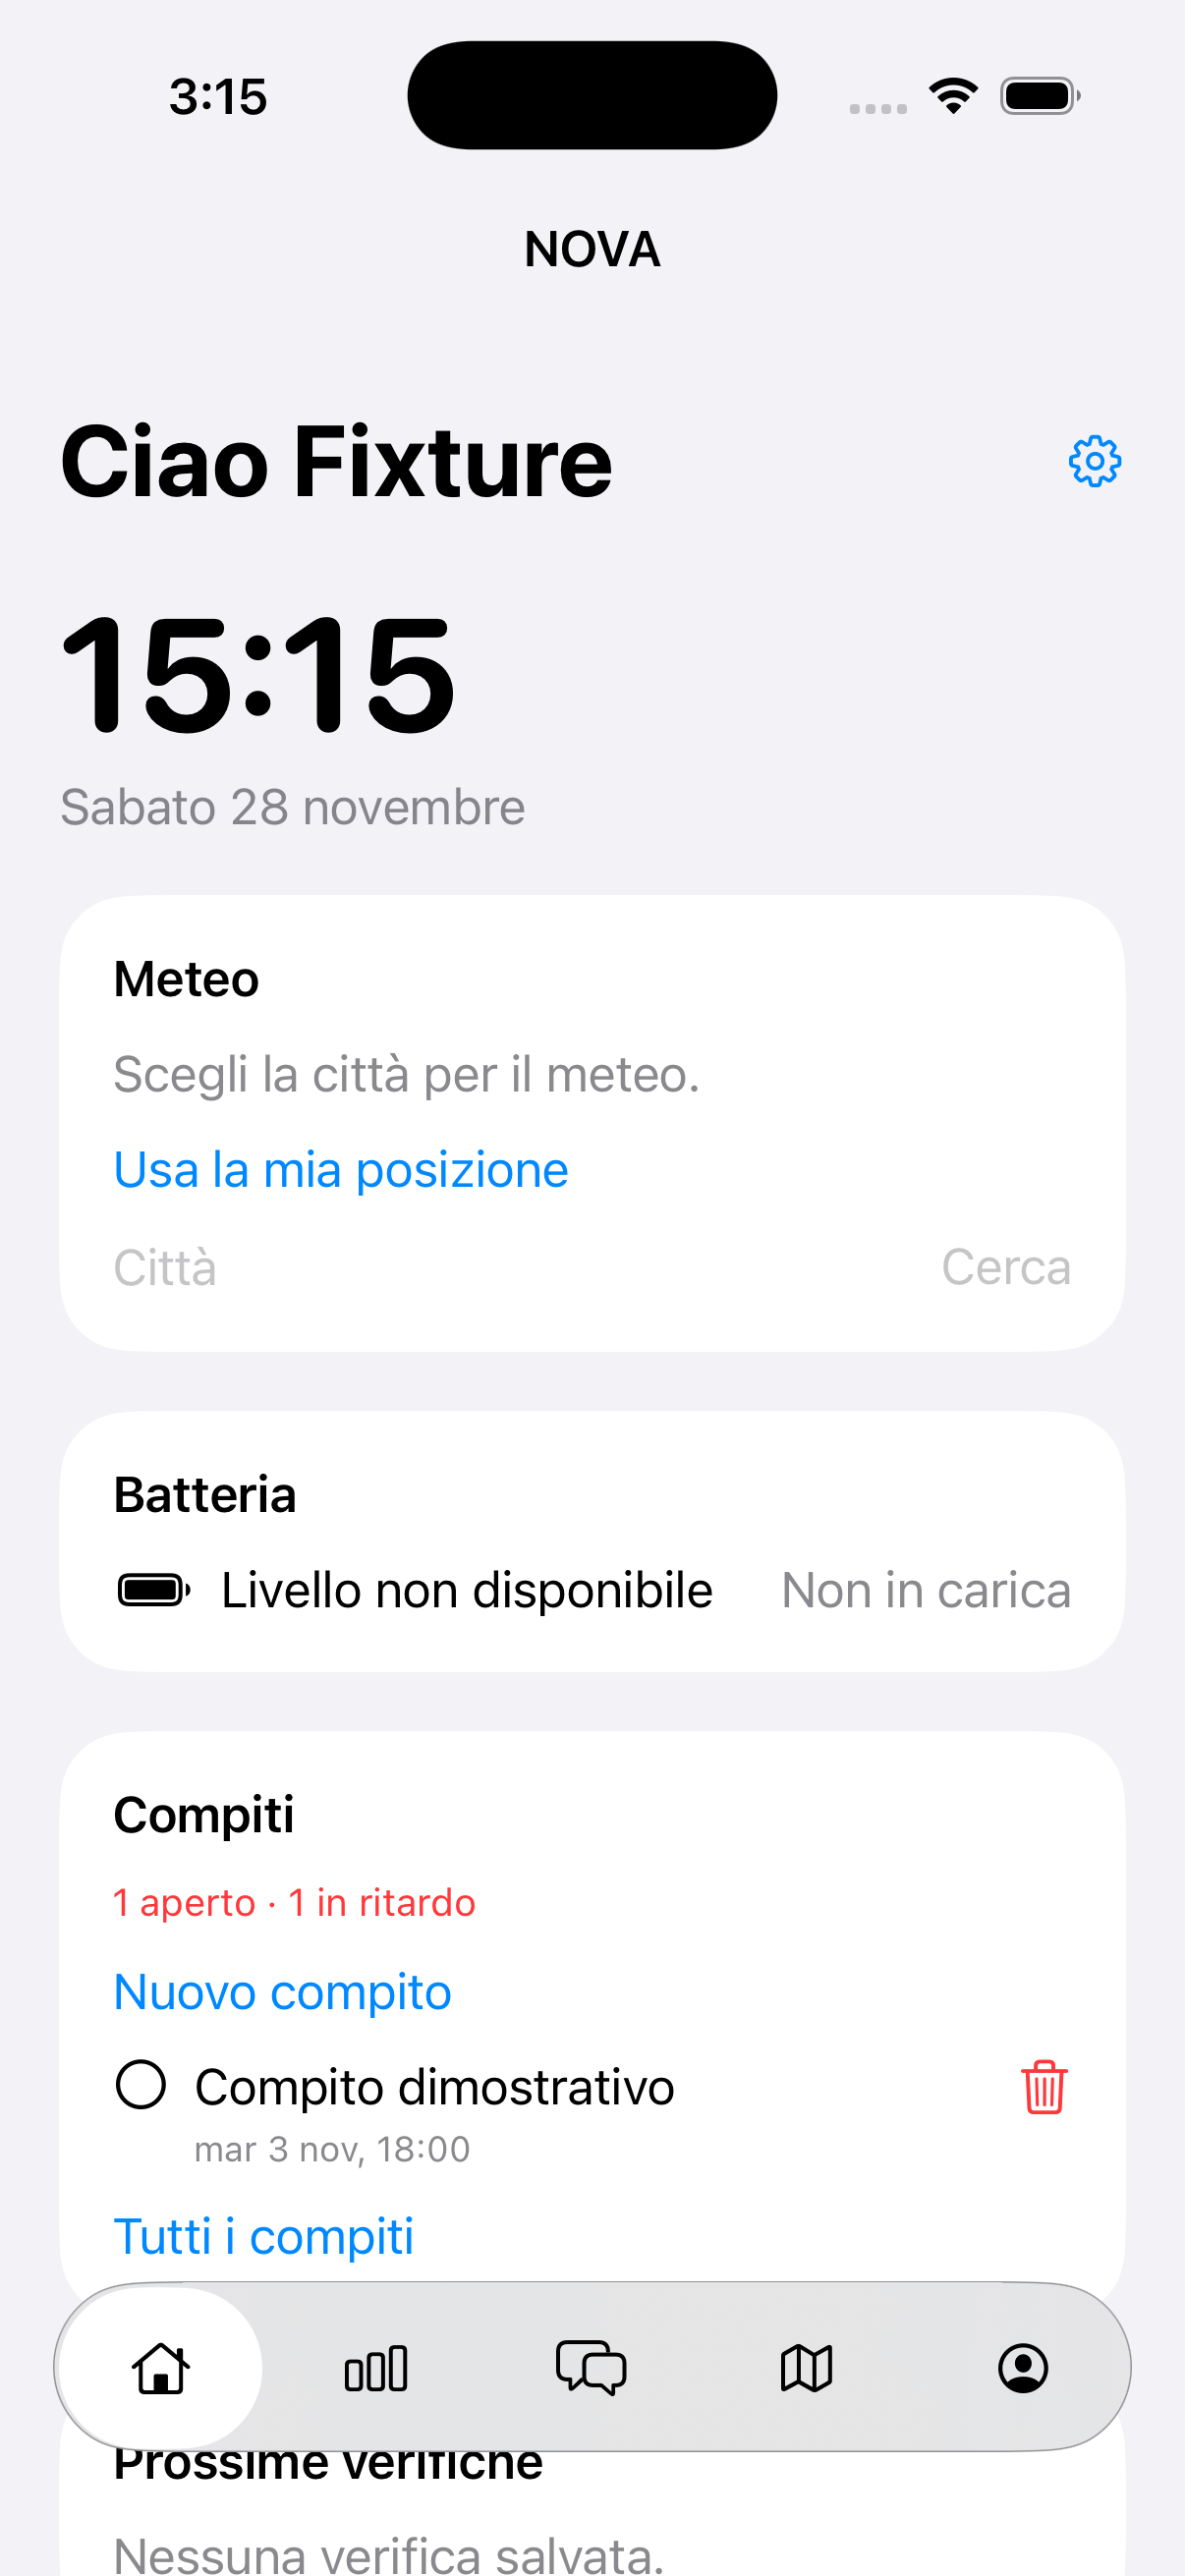 3:15
NOVA
Ciao Fixture
15:15
Sabato 28 novembre
Meteo
Scegli la città per il meteo.
Usa la mia posizione
Città Cerca
Batteria
Livello non disponibile Non in carica
Compiti
1 aperto · 1 in ritardo
Nuovo compito
Compito dimostrativo
mar 3 nov, 18:00
Tutti i compiti
Prossime verifiche
Nessuna verifica salvata.